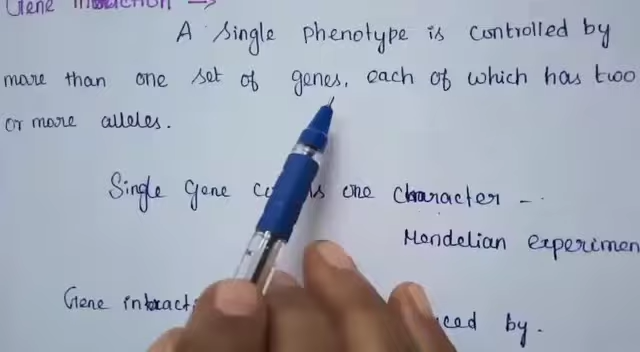 Gene Interaction →
A single phenotype is controlled by
more than one set of genes, each of which has two
or more alleles.
Single gene one character -.
Mendelian experimen
Gene by.